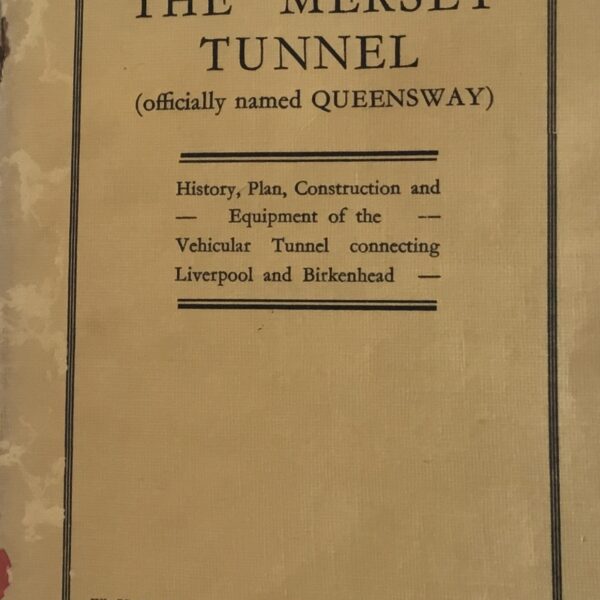 THE MERSEY
TUNNEL
(officially named QUEENSWAY)
History, Plan, Construction and
— Equipment of the —
Vehicular Tunnel connecting
Liverpool and Birkenhead —